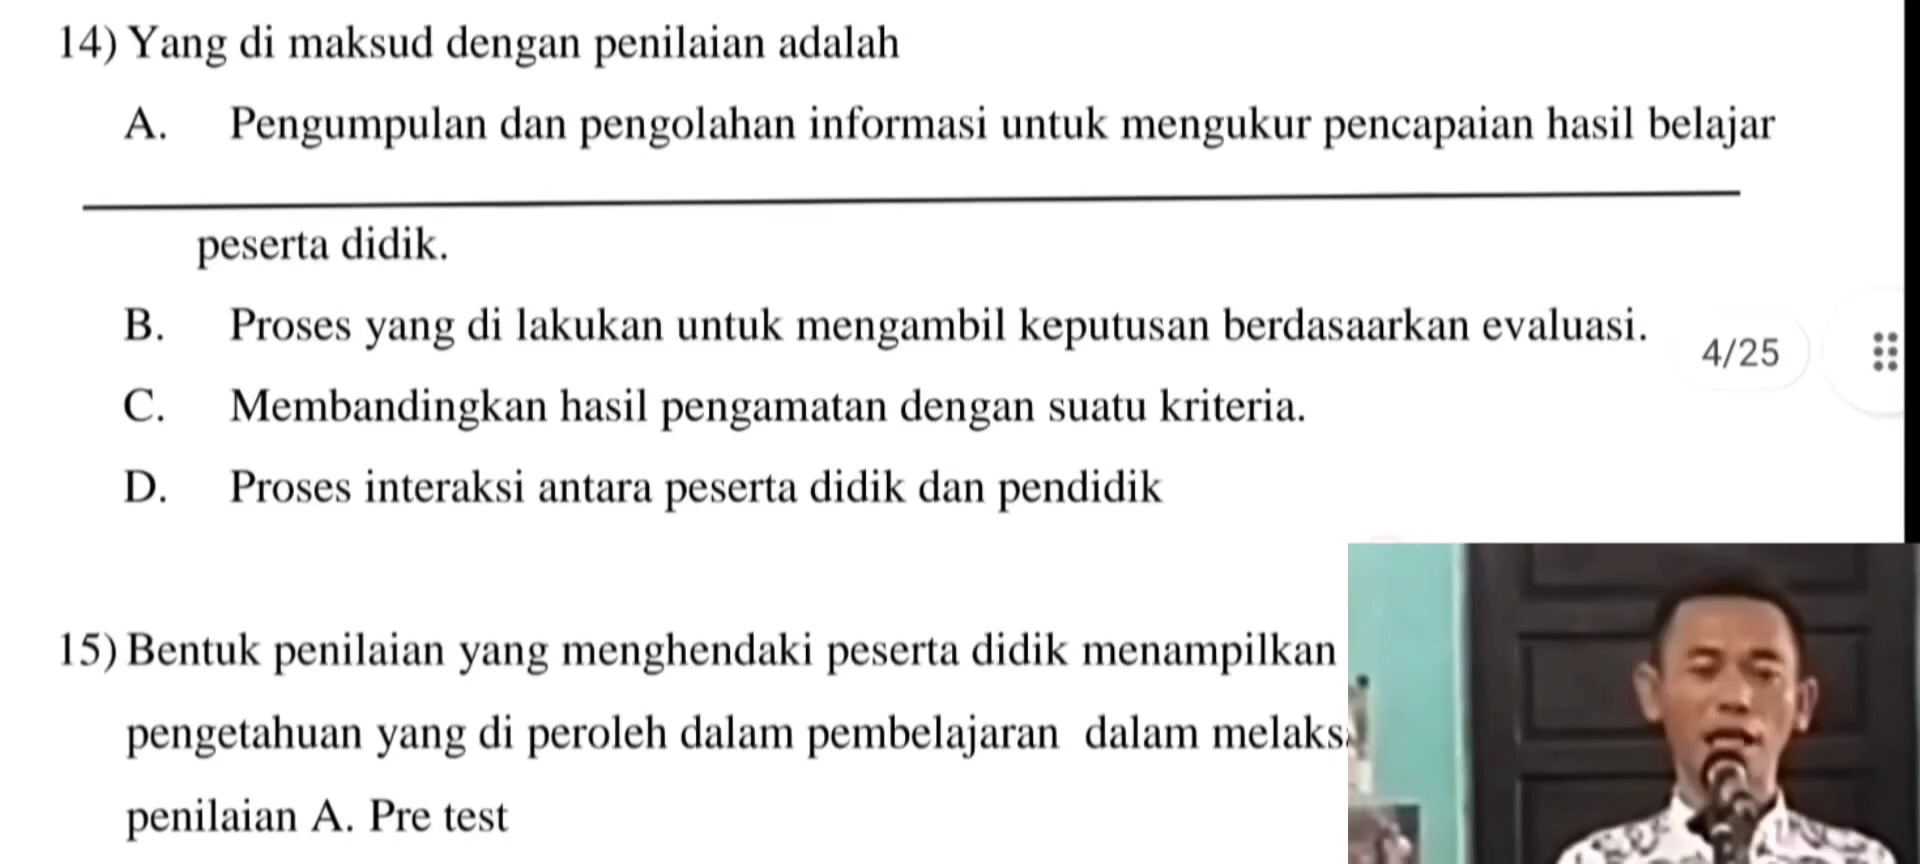 14) Yang di maksud dengan penilaian adalah
A. Pengumpulan dan pengolahan informasi untuk mengukur pencapaian hasil belajar
peserta didik.
B. Proses yang di lakukan untuk mengambil keputusan berdasaarkan evaluasi.
4/25
C. Membandingkan hasil pengamatan dengan suatu kriteria.
D. Proses interaksi antara peserta didik dan pendidik
15) Bentuk penilaian yang menghendaki peserta didik menampilkan
pengetahuan yang di peroleh dalam pembelajaran dalam
penilaian A. Pre test